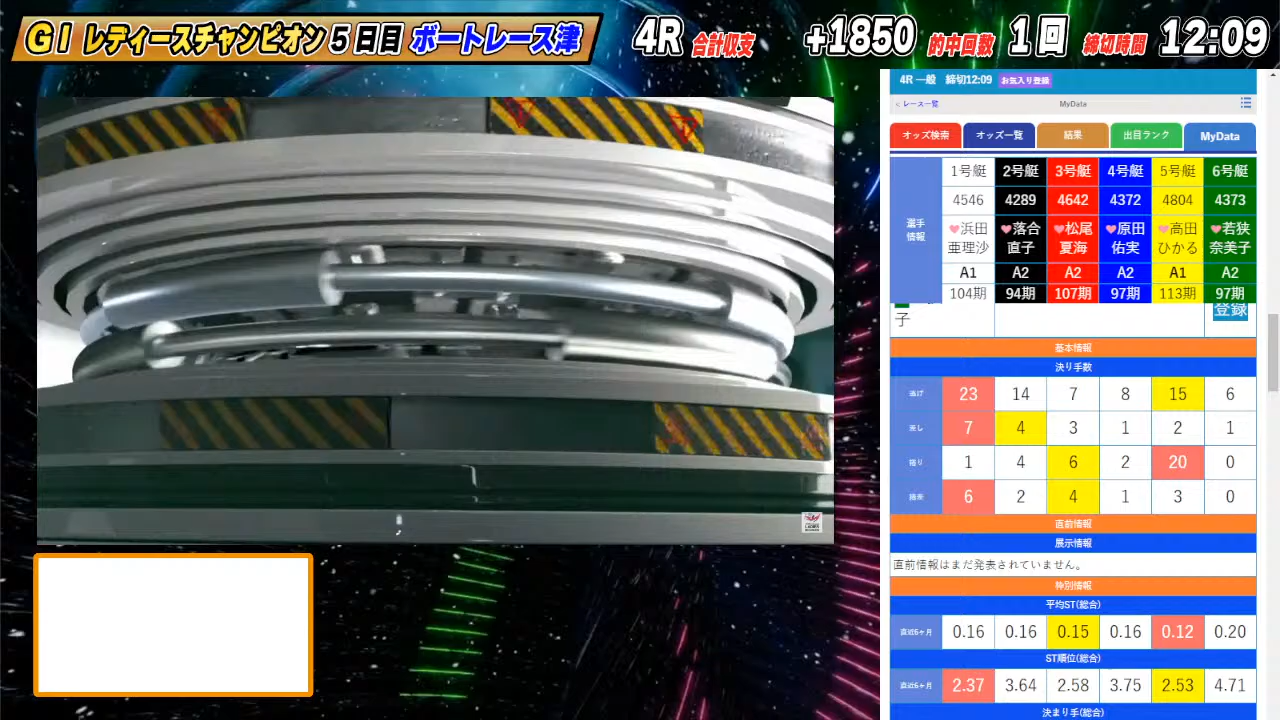 GⅠ レディースチャンピオン 5日目 ボートレース津
4R 合計収支 +1850 的中回数 1回 締切時間 12:09
4R 一般 締切12:09 お気入り登録
< レース一覧 MyData
オッズ検索 オッズ一覧 結果 出目ランク MyData
選手情報
1号艇 2号艇 3号艇 4号艇 5号艇 6号艇
4546 4289 4642 4372 4804 4373
♥浜田亜理沙 ♥落合直子 ♥松尾夏海 ♥原田佑実 ♥高田ひかる ♥若狭奈美子
A1 A2 A2 A2 A1 A2
104期 94期 107期 97期 113期 97期
子 登録
基本情報
決り手数
逃げ 23 14 7 8 15 6
差し 7 4 3 1 2 1
捲り 1 4 6 2 20 0
捲差 6 2 4 1 3 0
直前情報
展示情報
直前情報はまだ発表されていません。
枠別情報
平均ST(総合)
直近6ヶ月 0.16 0.16 0.15 0.16 0.12 0.20
ST順位(総合)
直近6ヶ月 2.37 3.64 2.58 3.75 2.53 4.71
決まり手(総合)